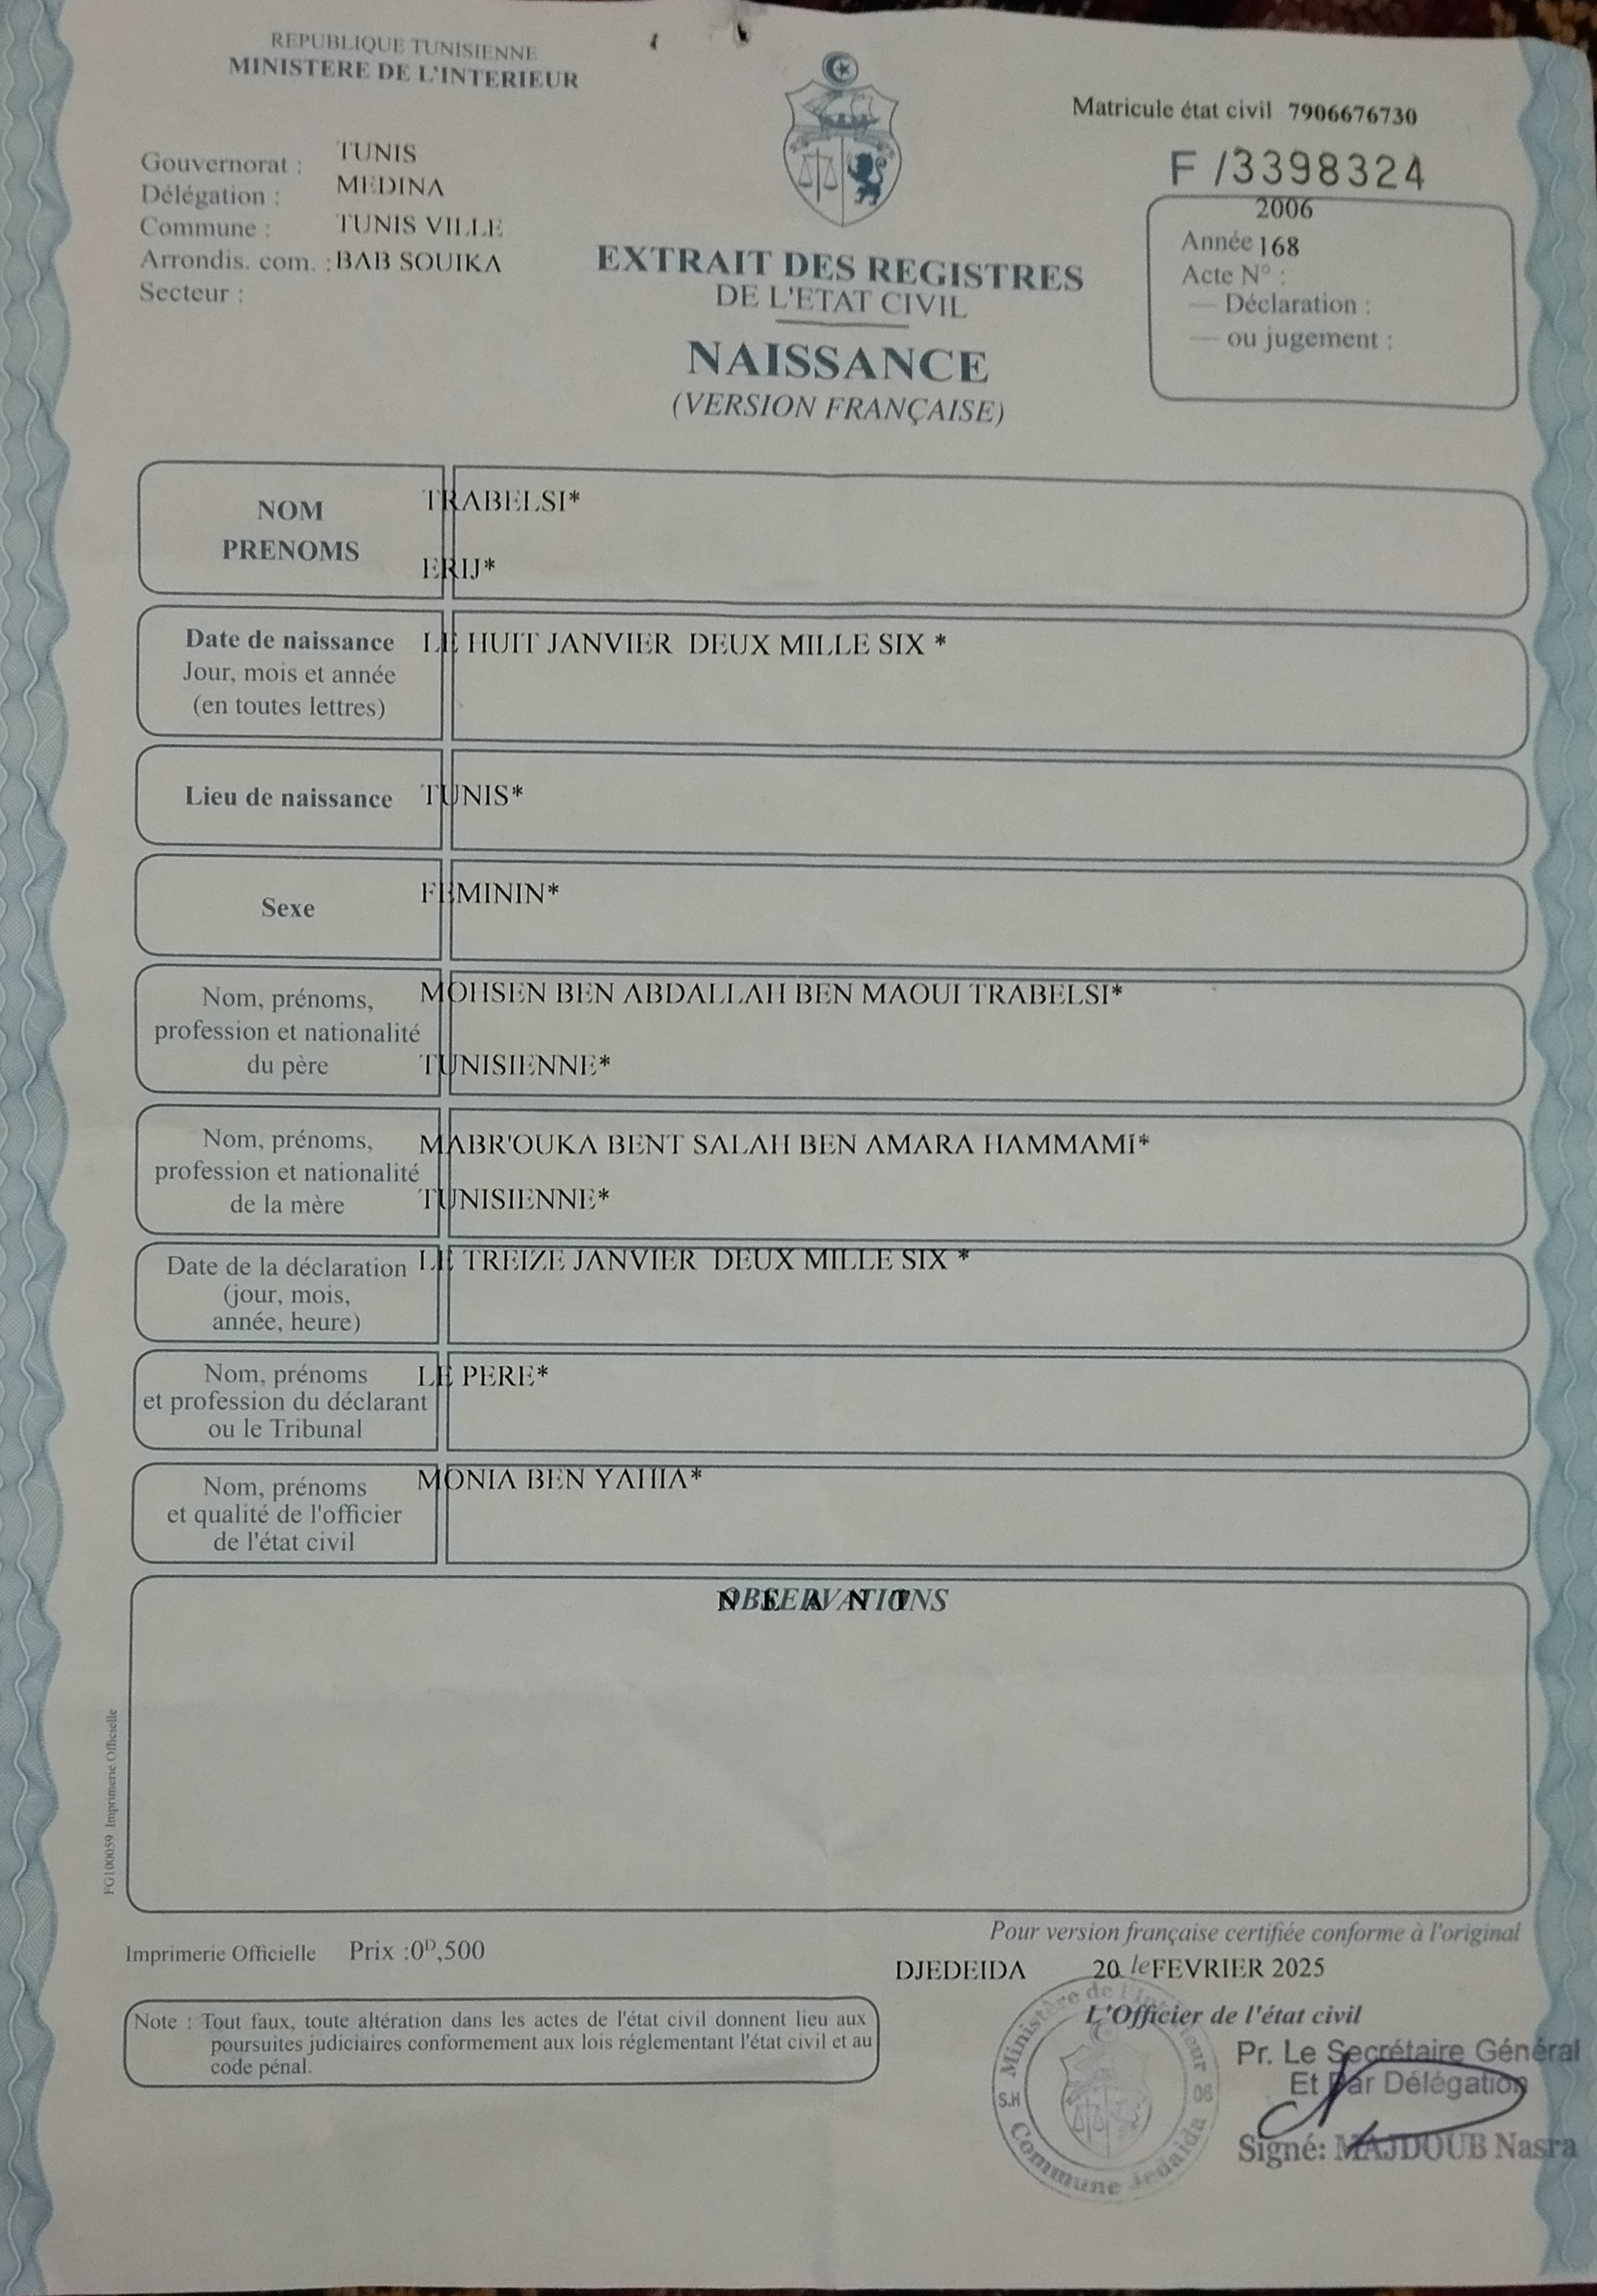 REPUBLIQUE TUNISIENNE
MINISTERE DE L'INTERIEUR
Gouvernorat : TUNIS
Délégation : MEDINA
Commune : TUNIS VILLE
Arrondis. com. : BAB SOUIKA
Secteur :
Matricule état civil 7906676730
F /3398324
2006
Année 168
Acte N° :
— Déclaration :
— ou jugement :
EXTRAIT DES REGISTRES
DE L'ETAT CIVIL
NAISSANCE
(VERSION FRANÇAISE)
NOM TRABELSI*
PRENOMS ERIJ*
Date de naissance LE HUIT JANVIER DEUX MILLE SIX *
Jour, mois et année
(en toutes lettres)
Lieu de naissance TUNIS*
Sexe FEMININ*
Nom, prénoms, MOHSEN BEN ABDALLAH BEN MAOUI TRABELSI*
profession et nationalité
du père TUNISIENNE*
Nom, prénoms, MABR'OUKA BENT SALAH BEN AMARA HAMMAMI*
profession et nationalité
de la mère TUNISIENNE*
Date de la déclaration LE TREIZE JANVIER DEUX MILLE SIX *
(jour, mois,
année, heure)
Nom, prénoms LE PERE*
et profession du déclarant
ou le Tribunal
Nom, prénoms MONIA BEN YAHIA*
et qualité de l'officier
de l'état civil
OBSERVATIONS
N E A N T
FG100059 Imprimerie Officielle
Imprimerie Officielle Prix :0ᴰ,500
Note : Tout faux, toute altération dans les actes de l'état civil donnent lieu aux
poursuites judiciaires conformement aux lois réglementant l'état civil et au
code pénal.
Pour version française certifiée conforme à l'original
DJEDEIDA 20 le FEVRIER 2025
L'Officier de l'état civil
Pr. Le Secrétaire Général
Et Par Délégation
Signé: MAJDOUB Nasra
Ministère de l'Intérieur
S.H 06
Commune Jedaida